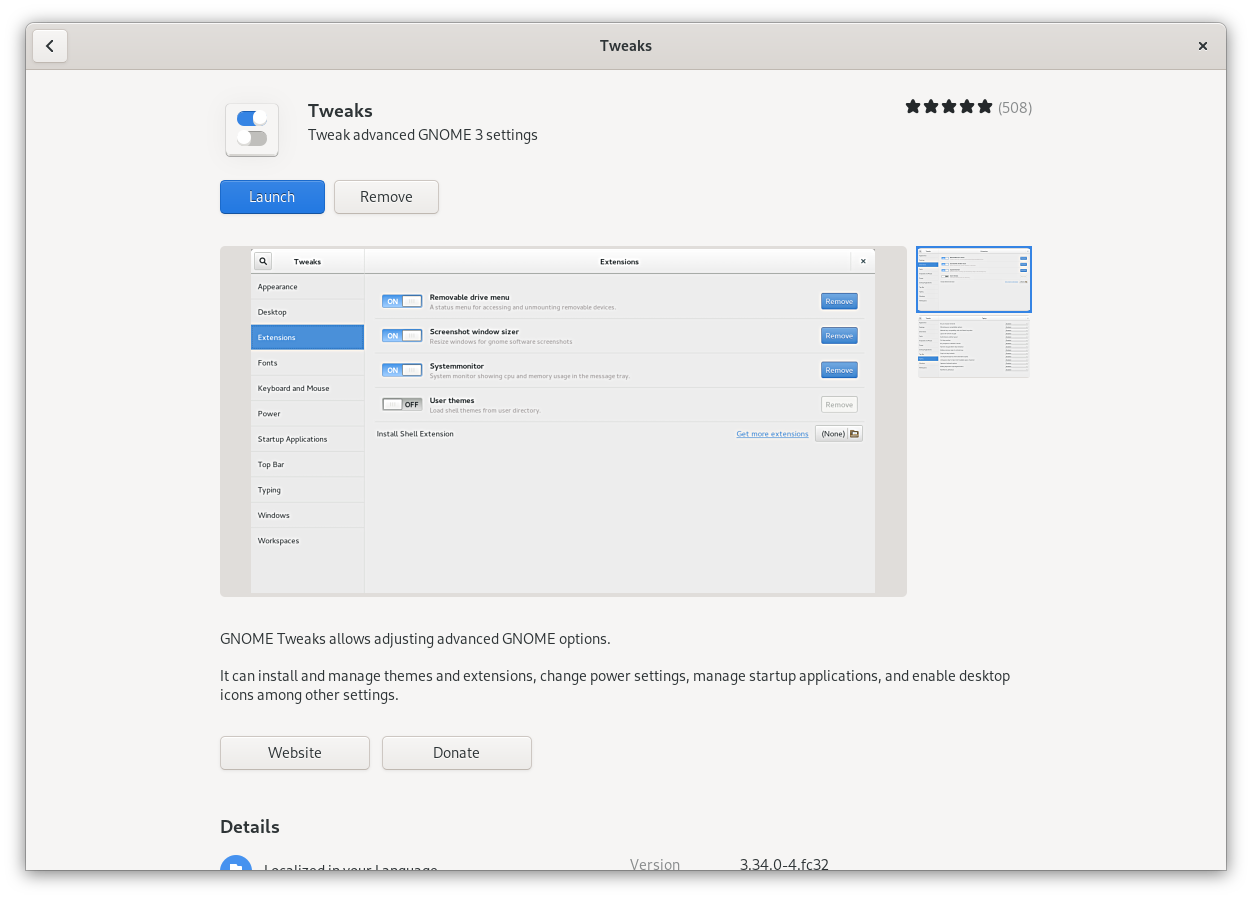 Tweaks
Tweaks
Tweak advanced GNOME 3 settings
(508)
Launch
Remove
Tweaks
Extensions
Appearance
Desktop
Extensions
Fonts
Keyboard and Mouse
Power
Startup Applications
Top Bar
Typing
Windows
Workspaces
ON
Removable drive menu
A status menu for accessing and unmounting removable devices.
Remove
ON
Screenshot window sizer
Resize windows for gnome software screenshots
Remove
ON
Systemmonitor
System monitor showing cpu and memory usage in the message tray.
Remove
OFF
User themes
Load shell themes from user directory.
Remove
Install Shell Extension
Get more extensions
(None)
GNOME Tweaks allows adjusting advanced GNOME options.
It can install and manage themes and extensions, change power settings, manage startup applications, and enable desktop
icons among other settings.
Website
Donate
Details
Localized in your Language
Version
3.34.0-4.fc32